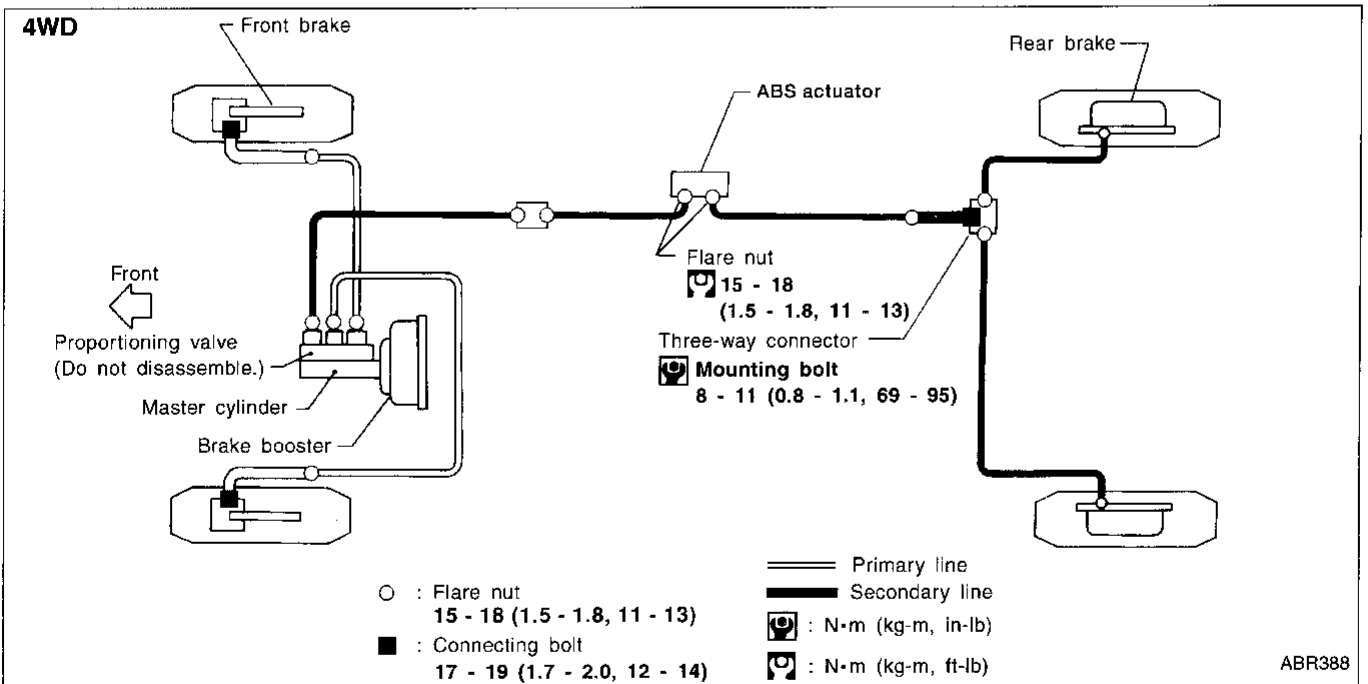 4WD
Front brake
Rear brake
ABS actuator
Flare nut
15 - 18
(1.5 - 1.8, 11 - 13)
Front
Proportioning valve
(Do not disassemble.)
Three-way connector
Mounting bolt
8 - 11 (0.8 - 1.1, 69 - 95)
Master cylinder
Brake booster
: Flare nut
15 - 18 (1.5 - 1.8, 11 - 13)
: Connecting bolt
17 - 19 (1.7 - 2.0, 12 - 14)
Primary line
Secondary line
: N•m (kg-m, in-lb)
: N•m (kg-m, ft-lb)
ABR388